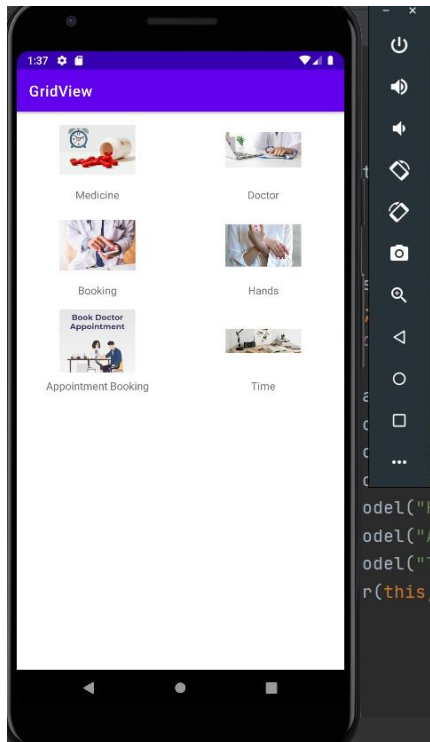 1:37
GridView
Medicine
Doctor
Booking
Hands
Book Doctor
Appointment
Appointment Booking
Time
odel("
odel("
odel("
r(this,